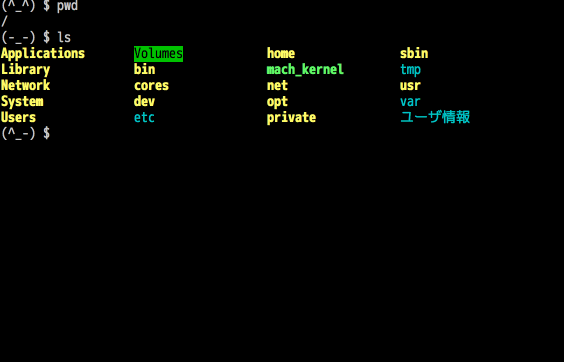 (^_^) $ pwd
/
(-_-) $ ls
Applications Volumes home sbin
Library bin mach_kernel tmp
Network cores net usr
System dev opt var
Users etc private ユーザ情報
(^_-) $